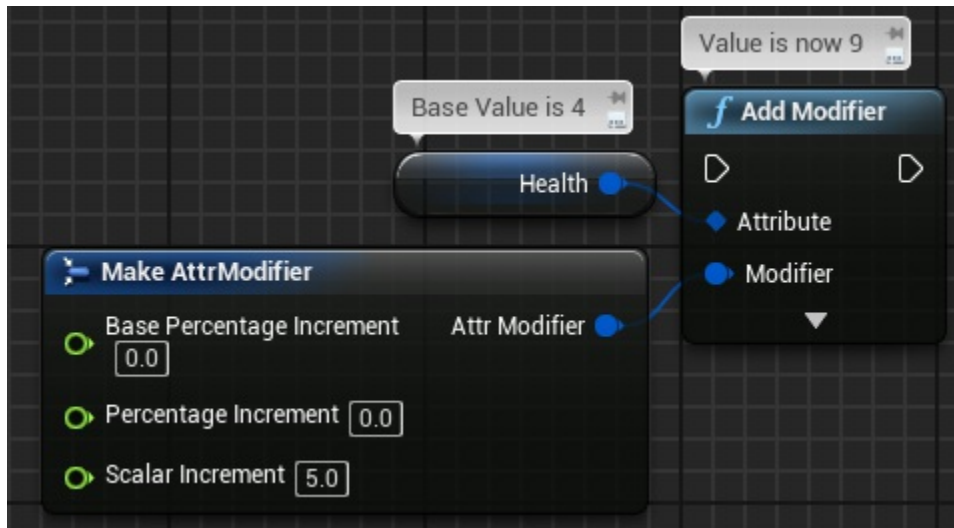 Value is now 9
Base Value is 4
f Add Modifier
Health
Attribute
Make AttrModifier
Modifier
Base Percentage Increment
Attr Modifier
0.0
Percentage Increment 0.0
Scalar Increment 5.0